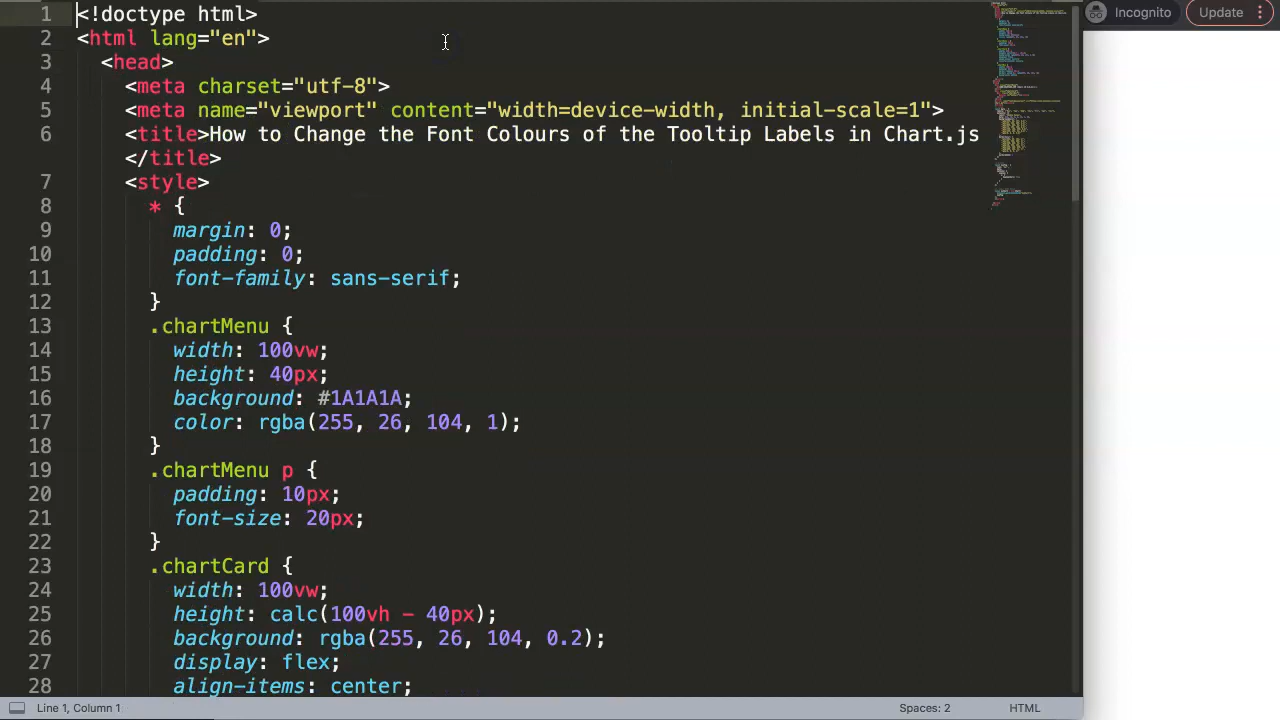 1 <!doctype html>
2 <html lang="en">
3 <head>
4 <meta charset="utf-8">
5 <meta name="viewport" content="width=device-width, initial-scale=1">
6 <title>How to Change the Font Colours of the Tooltip Labels in Chart.js
</title>
7 <style>
8 * {
9 margin: 0;
10 padding: 0;
11 font-family: sans-serif;
12 }
13 .chartMenu {
14 width: 100vw;
15 height: 40px;
16 background: #1A1A1A;
17 color: rgba(255, 26, 104, 1);
18 }
19 .chartMenu p {
20 padding: 10px;
21 font-size: 20px;
22 }
23 .chartCard {
24 width: 100vw;
25 height: calc(100vh - 40px);
26 background: rgba(255, 26, 104, 0.2);
27 display: flex;
28 align-items: center;
Line 1, Column 1
Spaces: 2
HTML
Incognito
Update